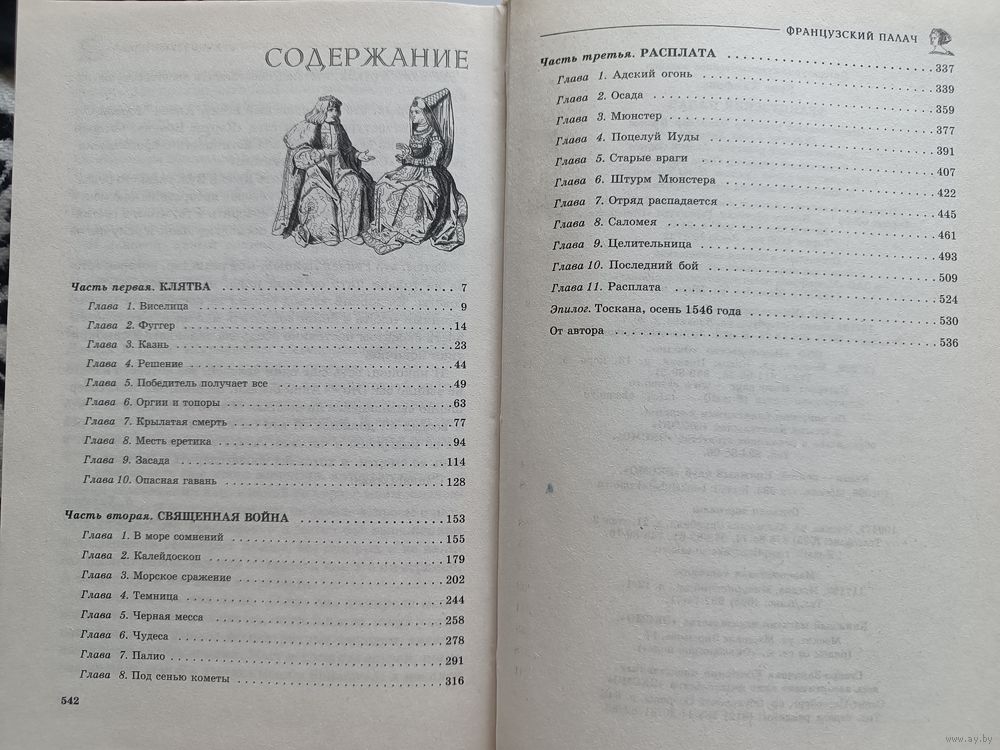 СОДЕРЖАНИЕ
Часть первая. КЛЯТВА 7
Глава 1. Виселица 9
Глава 2. Фуггер 14
Глава 3. Казнь 23
Глава 4. Решение 44
Глава 5. Победитель получает все 49
Глава 6. Оргии и топоры 63
Глава 7. Крылатая смерть 77
Глава 8. Месть еретика 94
Глава 9. Засада 114
Глава 10. Опасная гавань 128
Часть вторая. СВЯЩЕННАЯ ВОЙНА 153
Глава 1. В море сомнений 155
Глава 2. Калейдоскоп 179
Глава 3. Морское сражение 202
Глава 4. Темница 244
Глава 5. Черная месса 258
Глава 6. Чудеса 278
Глава 7. Палио 291
Глава 8. Под сенью кометы 316
542
ФРАНЦУЗСКИЙ ПАЛАЧ
Часть третья. РАСПЛАТА 337
Глава 1. Адский огонь 339
Глава 2. Осада 359
Глава 3. Мюнстер 377
Глава 4. Поцелуй Иуды 391
Глава 5. Старые враги 407
Глава 6. Штурм Мюнстера 422
Глава 7. Отряд распадается 445
Глава 8. Саломея 461
Глава 9. Целительница 493
Глава 10. Последний бой 509
Глава 11. Расплата 524
Эпилог. Тоскана, осень 1546 года 530
От автора 536
www.ay.by